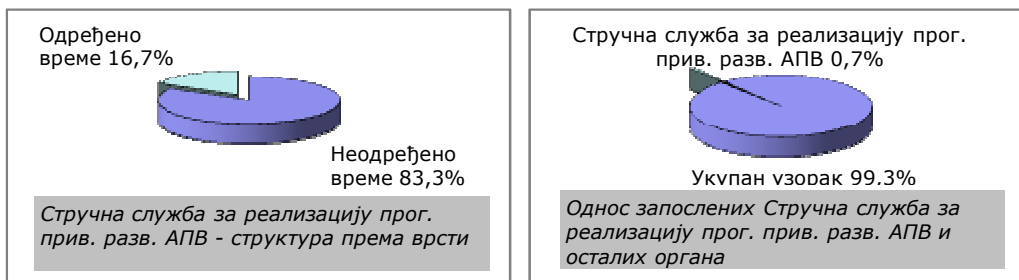 Одређено
време 16,7%
Неодређено
време 83,3%
Стручна служба за реализацију прог.
прив. разв. АПВ - структура према врсти
Стручна служба за реализацију прог.
прив. разв. АПВ 0,7%
Укупан узорак 99,3%
Однос запослених Стручна служба за
реализацију прог. прив. разв. АПВ и
осталих органа